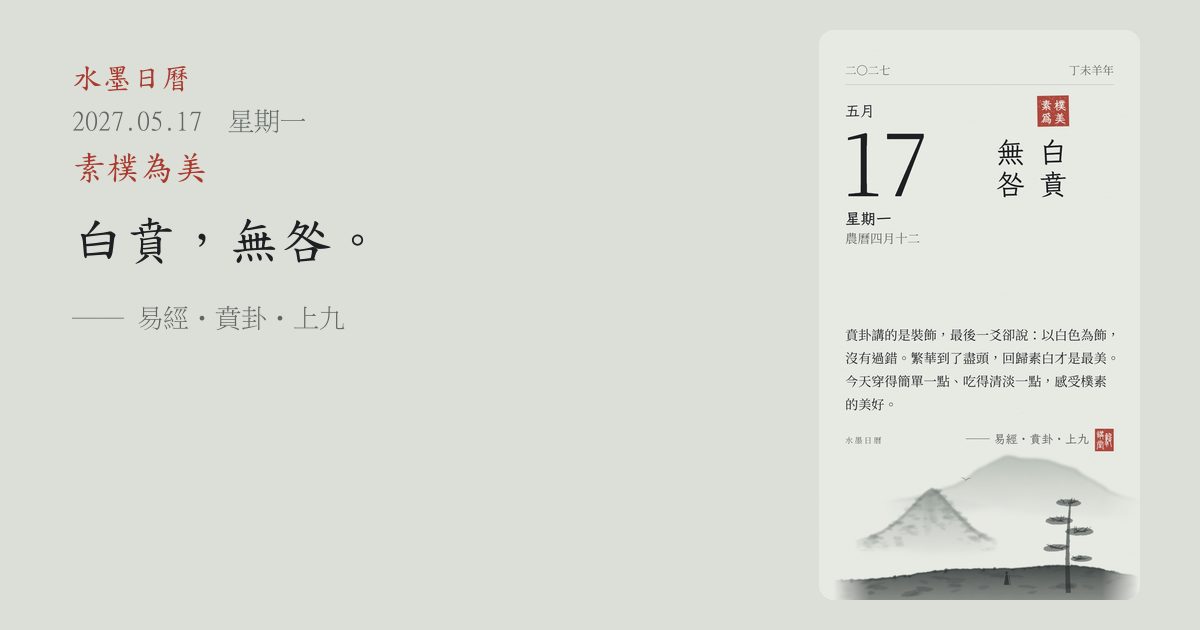 水墨日曆
2027.05.17 星期一
素樸為美
白賁，無咎。
—— 易經・賁卦・上九
二〇二七
丁未羊年
五月
17
星期一
農曆四月十二
樸美
素爲
白賁
無咎
賁卦講的是裝飾，最後一爻卻說：以白色為飾，
沒有過錯。繁華到了盡頭，回歸素白才是最美。
今天穿得簡單一點、吃得清淡一點，感受樸素
的美好。
水墨日曆
—— 易經・賁卦・上九